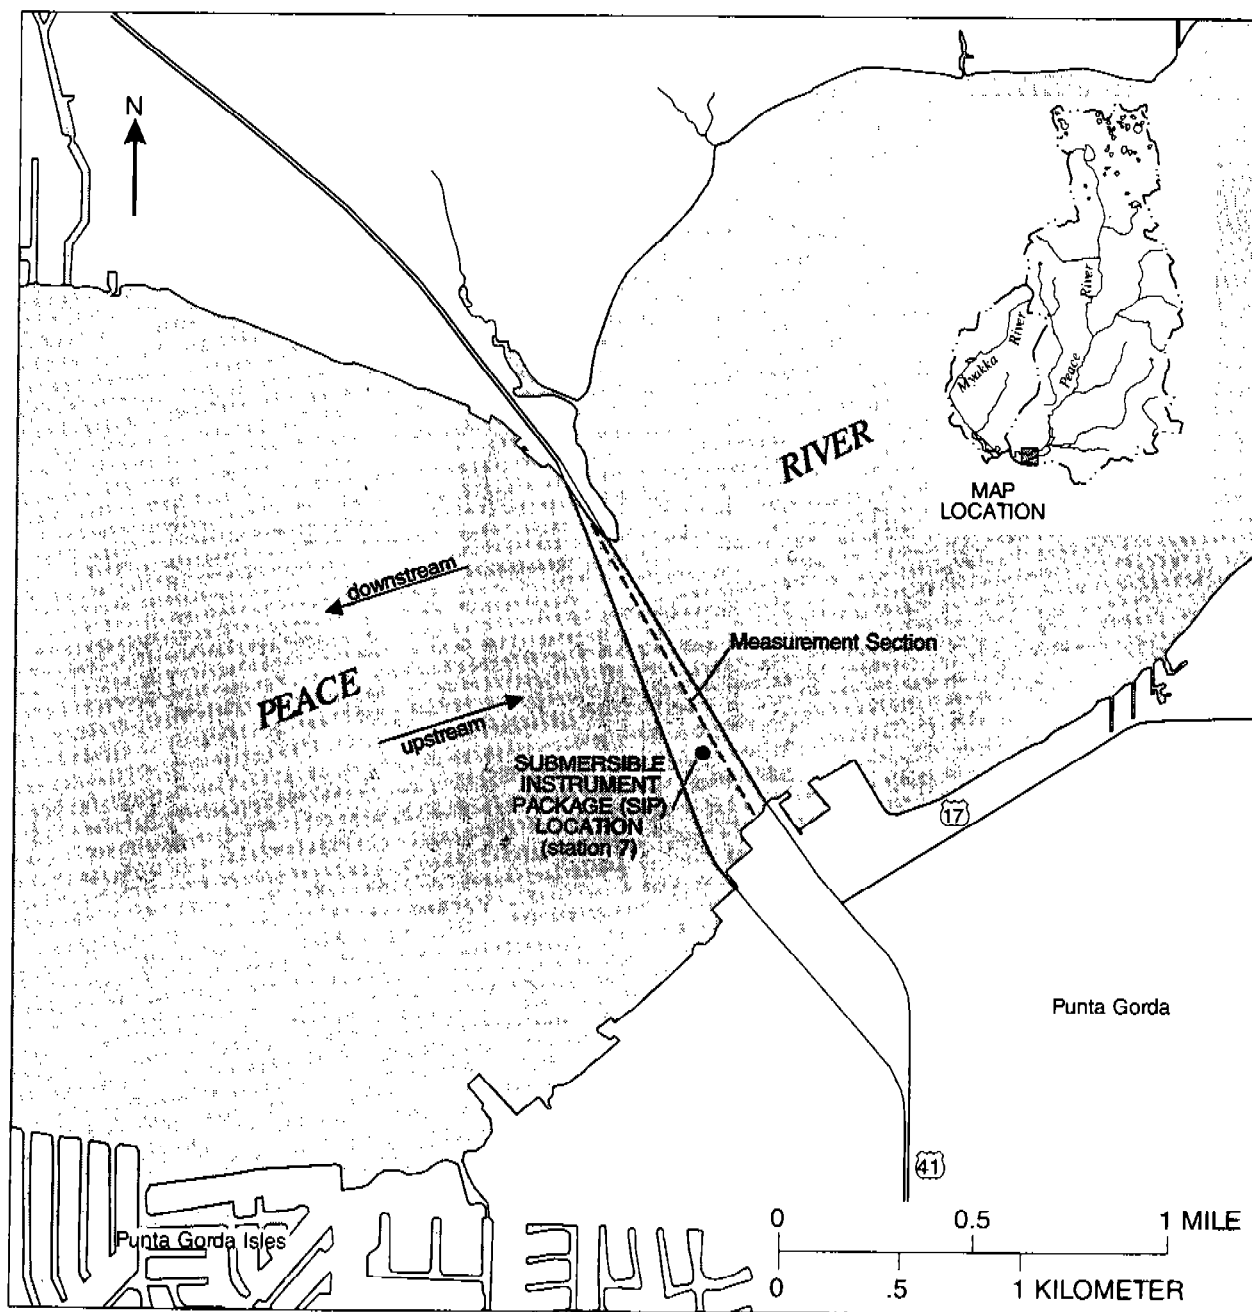 N
River
River
Myakka
Peace
RIVER
MAP
LOCATION
downstream
Measurement Section
PEACE
upstream
SUBMERSIBLE
INSTRUMENT
PACKAGE (SIP)
LOCATION
(station 7)
17
Punta Gorda
41
Punta Gorda Isles
0 0.5 1 MILE
0 .5 1 KILOMETER